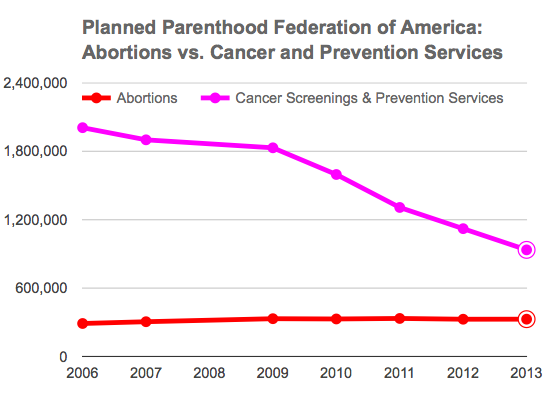 Planned Parenthood Federation of America:
Abortions vs. Cancer and Prevention Services
2,400,000
Abortions Cancer Screenings & Prevention Services
1,800,000
1,200,000
600,000
0
2006 2007 2008 2009 2010 2011 2012 2013